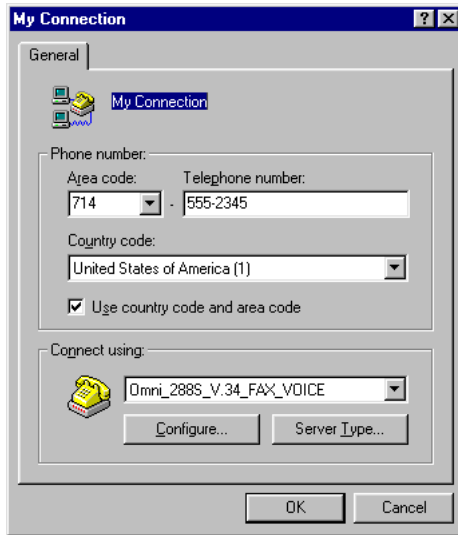 My Connection
General
My Connection
Phone number:
Area code: Telephone number:
714 - 555-2345
Country code:
United States of America (1)
Use country code and area code
Connect using:
Omni_288S_V.34_FAX_VOICE
Configure... Server Type...
OK Cancel